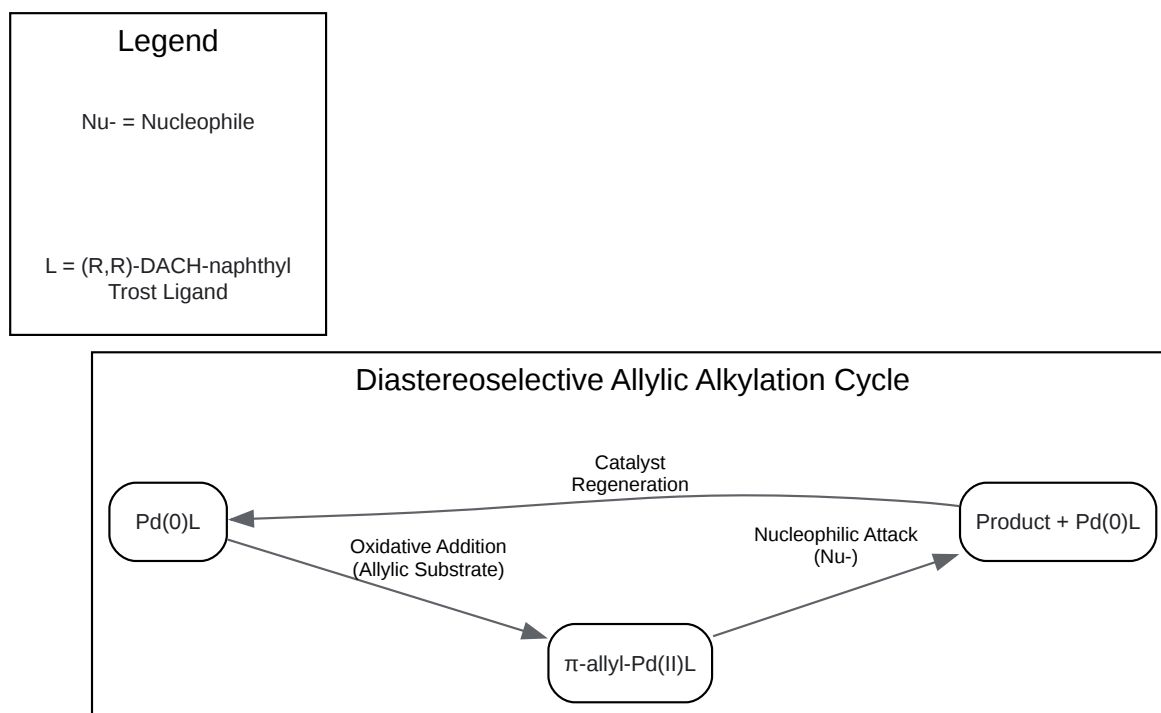 Legend
Nu- = Nucleophile
L = (R,R)-DACH-naphthyl
Trost Ligand
Diastereoselective Allylic Alkylation Cycle
Catalyst
Regeneration
Pd(0)L
Product + Pd(0)L
Oxidative Addition
(Allylic Substrate)
Nucleophilic Attack
(Nu-)
π-allyl-Pd(II)L